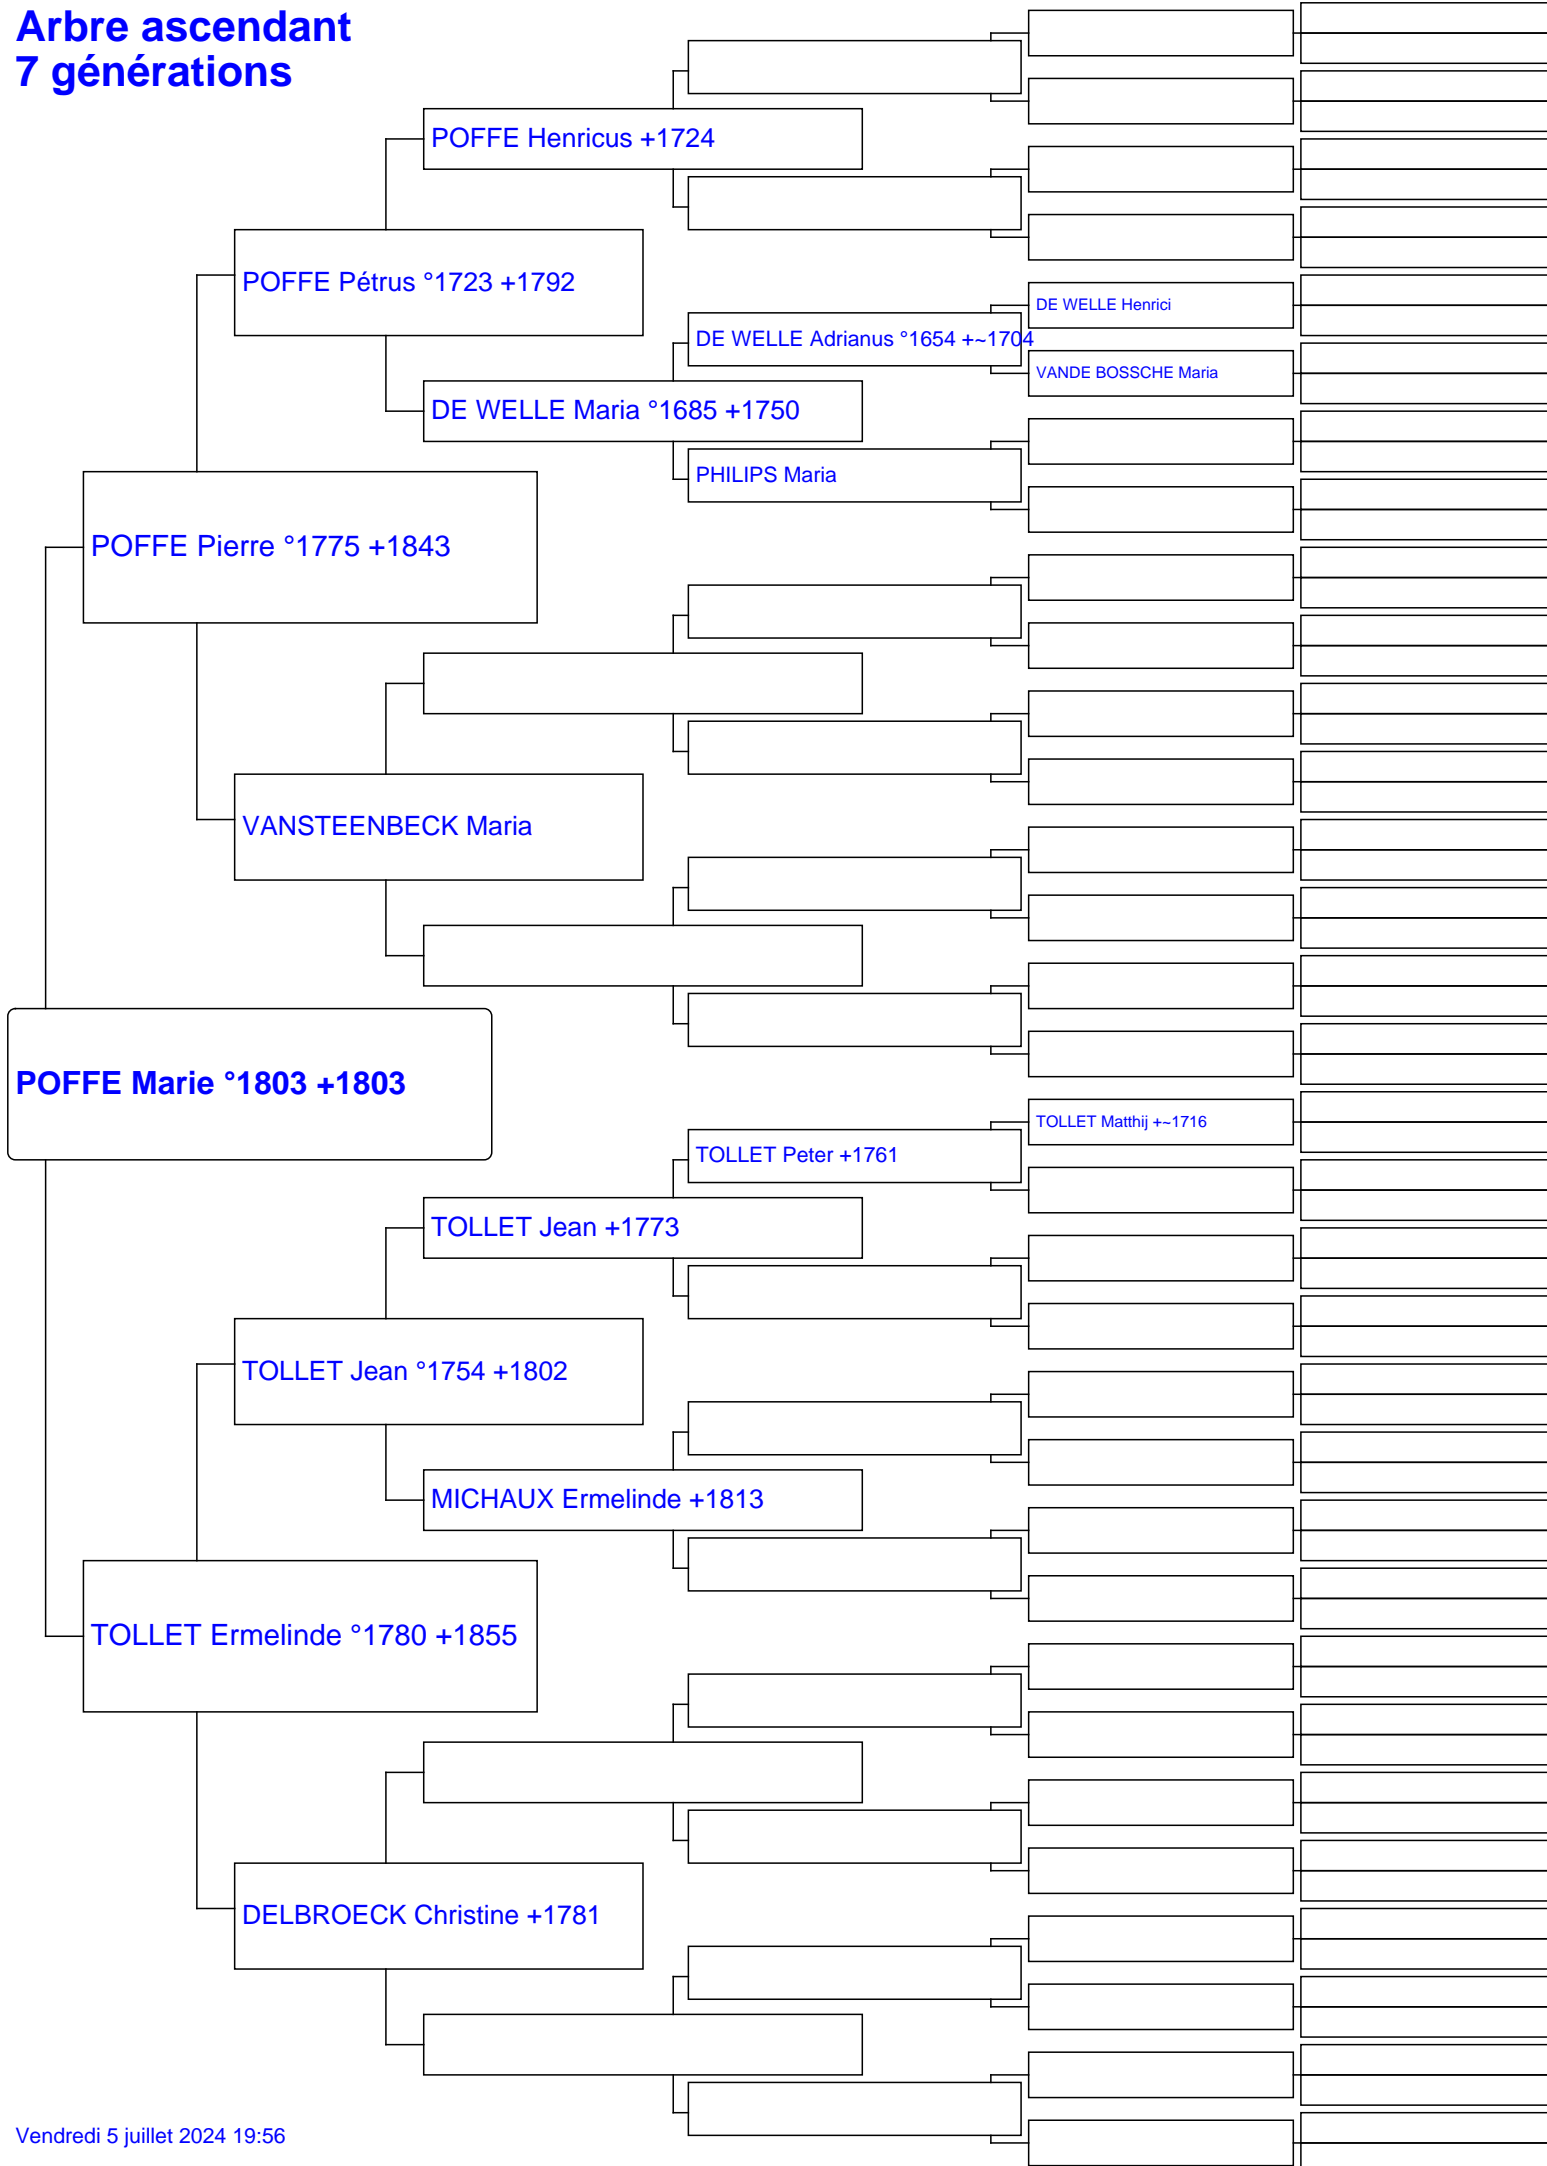 Arbre ascendant
7 générations
POFFE Henricus +1724
POFFE Pétrus °1723 +1792
DE WELLE Henrici
DE WELLE Adrianus °1654 +~1704
VANDE BOSSCHE Maria
DE WELLE Maria °1685 +1750
PHILIPS Maria
POFFE Pierre °1775 +1843
VANSTEENBECK Maria
POFFE Marie °1803 +1803
TOLLET Matthij +~1716
TOLLET Peter +1761
TOLLET Jean +1773
TOLLET Jean °1754 +1802
MICHAUX Ermelinde +1813
TOLLET Ermelinde °1780 +1855
DELBROECK Christine +1781
Vendredi 5 juillet 2024 19:56